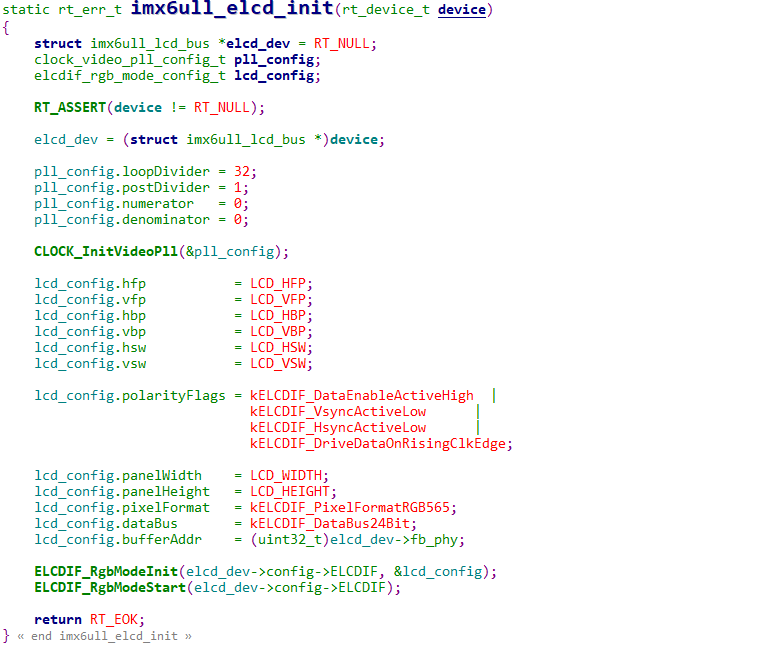 static rt_err_t imx6ull_elcd_init(rt_device_t device)
{
    struct imx6ull_lcd_bus *elcd_dev = RT_NULL;
    clock_video_pll_config_t pll_config;
    elcdif_rgb_mode_config_t lcd_config;

    RT_ASSERT(device != RT_NULL);

    elcd_dev = (struct imx6ull_lcd_bus *)device;

    pll_config.loopDivider = 32;
    pll_config.postDivider = 1;
    pll_config.numerator   = 0;
    pll_config.denominator = 0;

    CLOCK_InitVideoPll(&pll_config);

    lcd_config.hfp           = LCD_HFP;
    lcd_config.vfp           = LCD_VFP;
    lcd_config.hbp           = LCD_HBP;
    lcd_config.vbp           = LCD_VBP;
    lcd_config.hsw           = LCD_HSW;
    lcd_config.vsw           = LCD_VSW;

    lcd_config.polarityFlags = kELCDIF_DataEnableActiveHigh  |
                               kELCDIF_VsyncActiveLow      |
                               kELCDIF_HsyncActiveLow      |
                               kELCDIF_DriveDataOnRisingClkEdge;

    lcd_config.panelWidth    = LCD_WIDTH;
    lcd_config.panelHeight   = LCD_HEIGHT;
    lcd_config.pixelFormat   = kELCDIF_PixelFormatRGB565;
    lcd_config.dataBus       = kELCDIF_DataBus24Bit;
    lcd_config.bufferAddr    = (uint32_t)elcd_dev->fb_phy;

    ELCDIF_RgbModeInit(elcd_dev->config->ELCDIF, &lcd_config);
    ELCDIF_RgbModeStart(elcd_dev->config->ELCDIF);

    return RT_EOK;
} « end imx6ull_elcd_init »